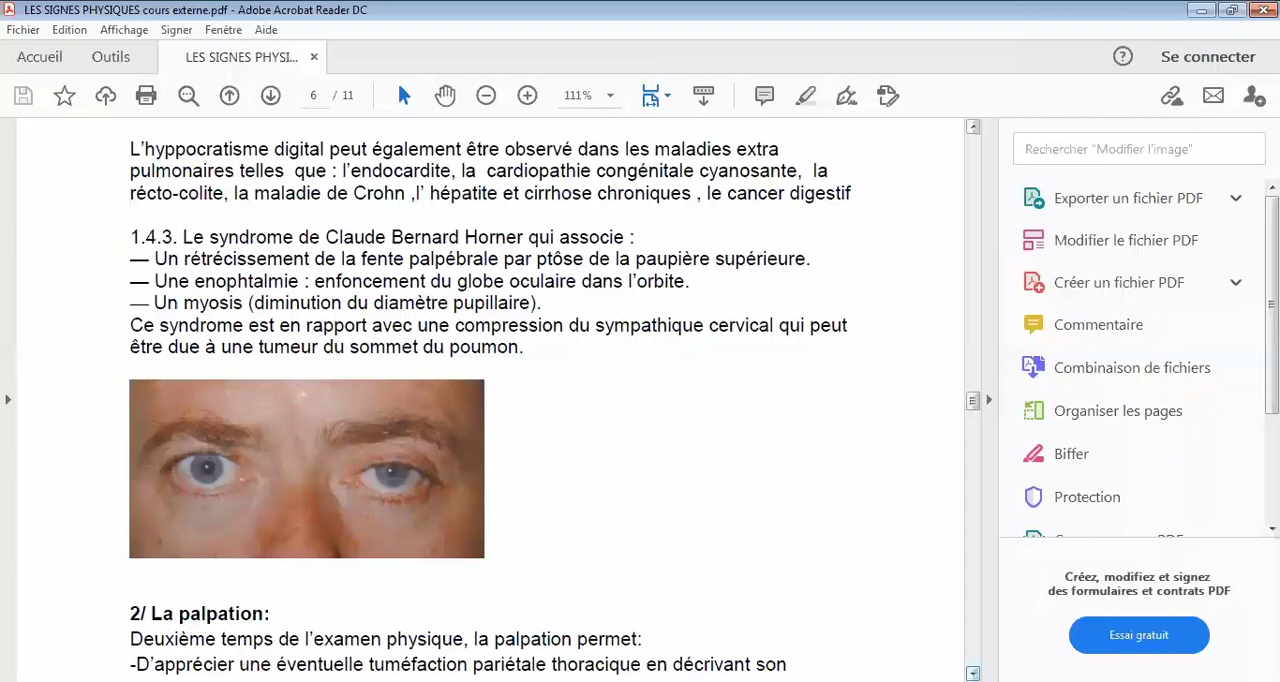 LES SIGNES PHYSIQUES cours externe.pdf - Adobe Acrobat Reader DC
Fichier Edition Affichage Signer Fenêtre Aide
Accueil Outils LES SIGNES PHYSI... × Se connecter
6 / 11 111%
L’hyppocratisme digital peut également être observé dans les maladies extra
pulmonaires telles que : l’endocardite, la cardiopathie congénitale cyanosante, la
récto-colite, la maladie de Crohn ,l’ hépatite et cirrhose chroniques , le cancer digestif
1.4.3. Le syndrome de Claude Bernard Horner qui associe :
— Un rétrécissement de la fente palpébrale par ptôse de la paupière supérieure.
— Une enophtalmie : enfoncement du globe oculaire dans l’orbite.
— Un myosis (diminution du diamètre pupillaire).
Ce syndrome est en rapport avec une compression du sympathique cervical qui peut
être due à une tumeur du sommet du poumon.
2/ La palpation:
Deuxième temps de l’examen physique, la palpation permet:
-D’apprécier une éventuelle tuméfaction pariétale thoracique en décrivant son
Rechercher "Modifier l'image"
Exporter un fichier PDF
Modifier le fichier PDF
Créer un fichier PDF
Commentaire
Combinaison de fichiers
Organiser les pages
Biffer
Protection
Créez, modifiez et signez
des formulaires et contrats PDF
Essai gratuit